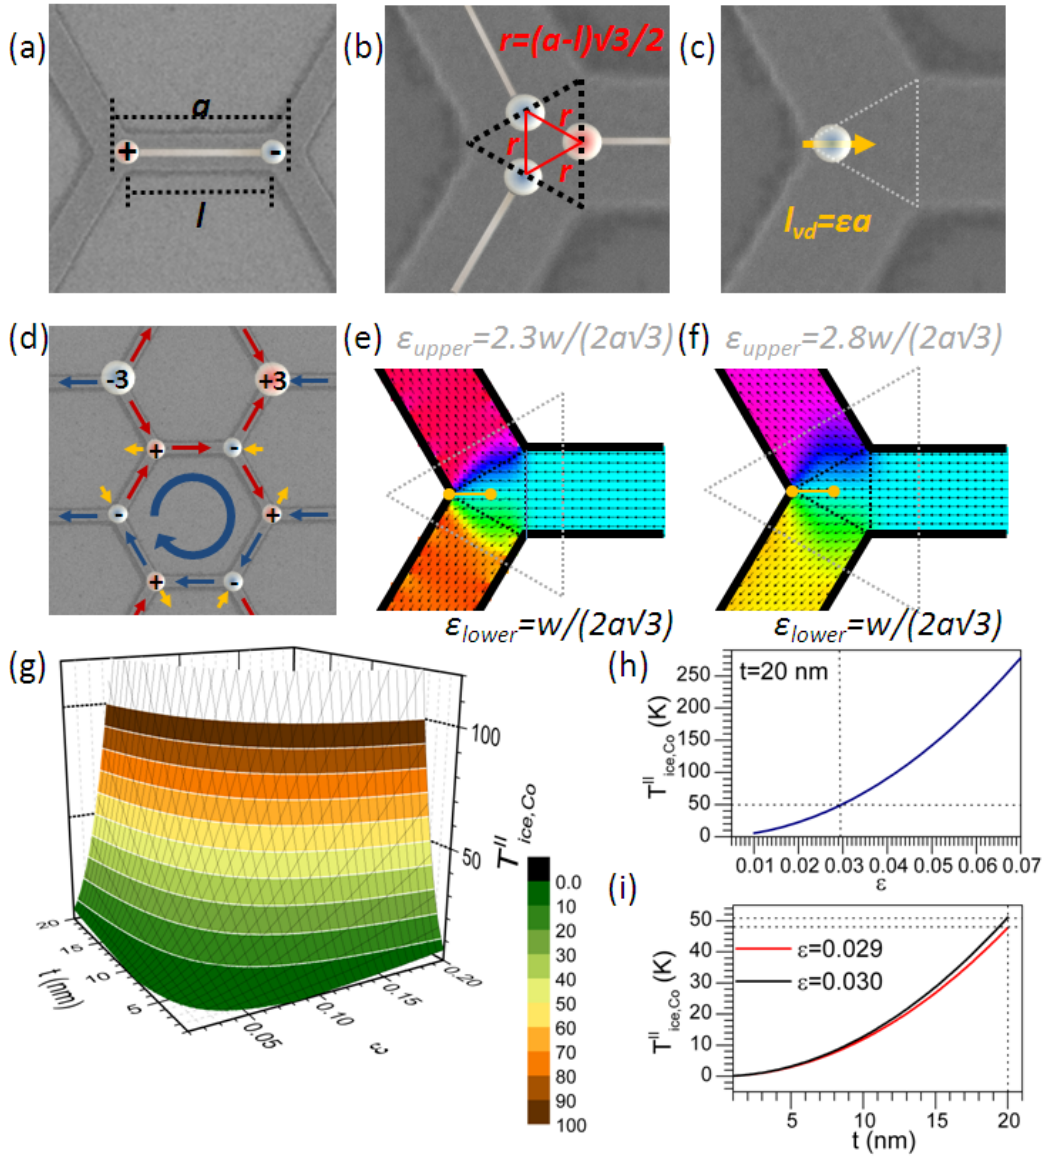 (a)
a
+
-
l
(b)
r=(a-l)√3/2
r
r
r
(c)
l_vd=εa
(d)
-3
+3
+
-
-
+
+
-
(e)
ε_upper=2.3w/(2a√3)
ε_lower=w/(2a√3)
(f)
ε_upper=2.8w/(2a√3)
ε_lower=w/(2a√3)
(g)
100
50
T^II_ice,Co
20
15
10
5
t (nm)
0.05
0.10
0.15
0.20
ε
0.0
10
20
30
40
50
60
70
80
90
100
(h)
t=20 nm
T^II_ice,Co (K)
250
200
150
100
50
0
0.01 0.02 0.03 0.04 0.05 0.06 0.07
ε
(i)
T^II_ice,Co (K)
50
40
30
20
10
0
ε=0.029
ε=0.030
5 10 15 20
t (nm)